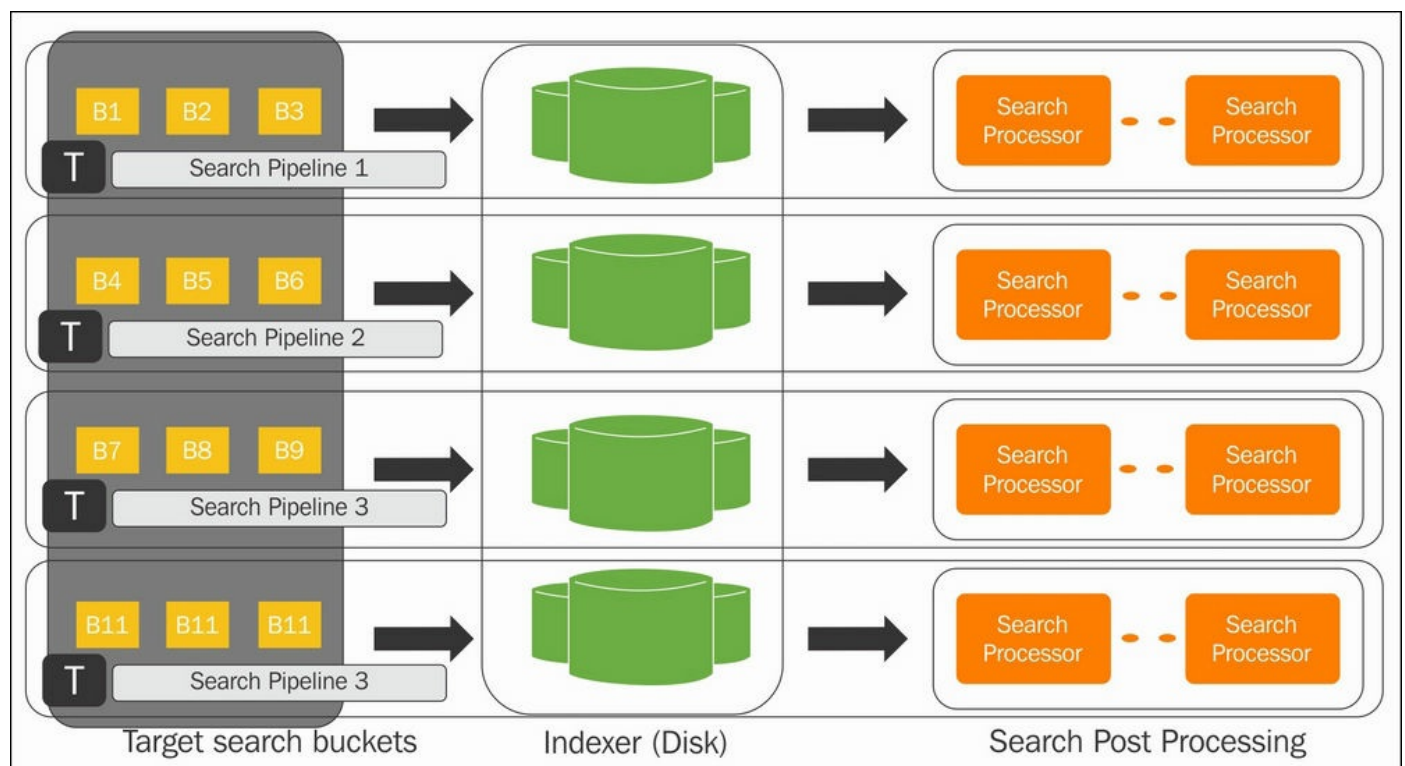 B1 B2 B3
T Search Pipeline 1
Search
Processor
Search
Processor
B4 B5 B6
T Search Pipeline 2
Search
Processor
Search
Processor
B7 B8 B9
T Search Pipeline 3
Search
Processor
Search
Processor
B11 B11 B11
T Search Pipeline 3
Search
Processor
Search
Processor
Target search buckets
Indexer (Disk)
Search Post Processing